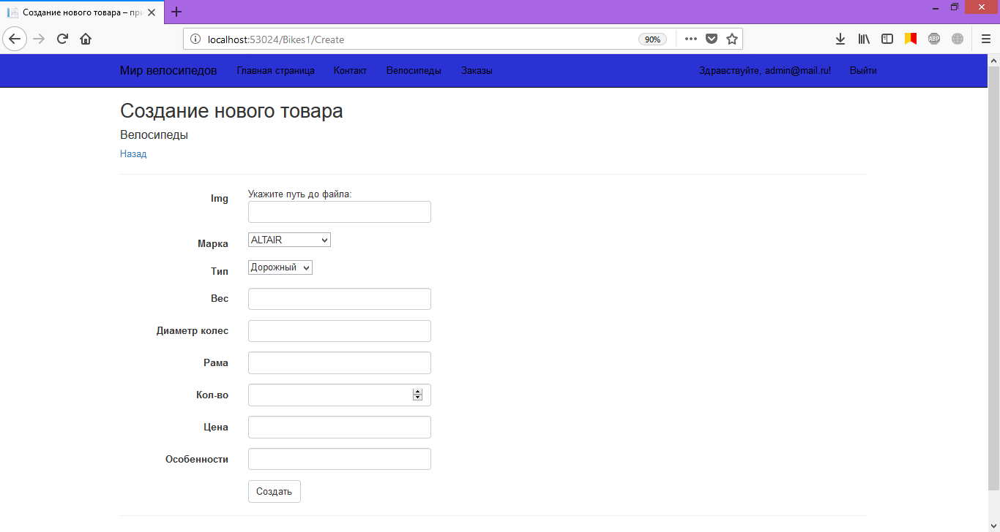 Создание нового товара – при
localhost:53024/Bikes1/Create
90%
ABP
Мир велосипедов Главная страница Контакт Велосипеды Заказы Здравствуйте, admin@mail.ru! Выйти
Создание нового товара
Велосипеды
Назад
Img
Укажите путь до файла:
Марка ALTAIR
Тип Дорожный
Вес
Диаметр колес
Рама
Кол-во
Цена
Особенности
Создать